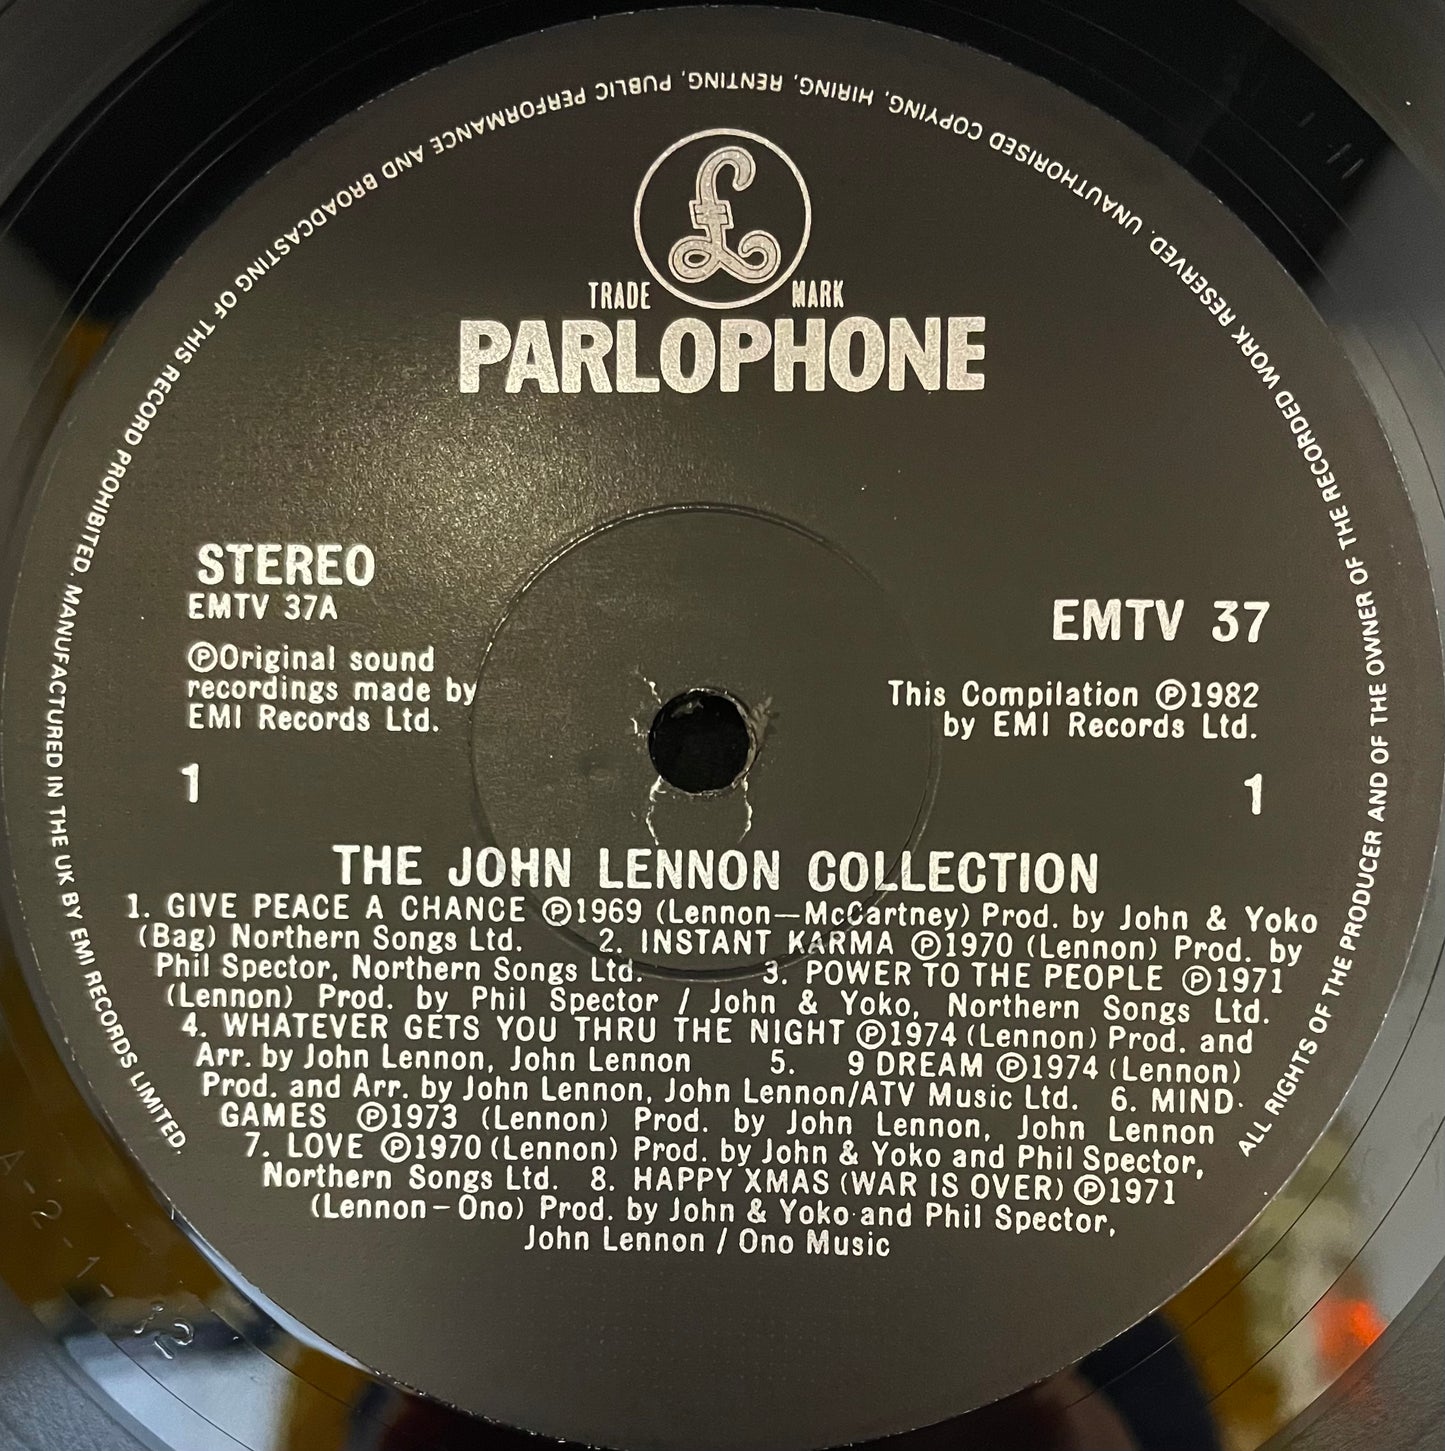 ALL RIGHTS OF THE PRODUCER AND OF THE OWNER OF THE RECORDED WORK RESERVED. UNAUTHORISED COPYING, HIRING, RENTING, PUBLIC PERFORMANCE AND BROADCASTING OF THIS RECORD PROHIBITED. MANUFACTURED IN THE UK BY EMI RECORDS LIMITED.
£
TRADE MARK
PARLOPHONE
STEREO
EMTV 37A
ⓅOriginal sound
recordings made by
EMI Records Ltd.
1
EMTV 37
This Compilation Ⓟ1982
by EMI Records Ltd.
1
THE JOHN LENNON COLLECTION
1. GIVE PEACE A CHANCE Ⓟ1969 (Lennon—McCartney) Prod. by John & Yoko
(Bag) Northern Songs Ltd. 2. INSTANT KARMA Ⓟ1970 (Lennon) Prod. by
Phil Spector, Northern Songs Ltd. 3. POWER TO THE PEOPLE Ⓟ1971
(Lennon) Prod. by Phil Spector / John & Yoko, Northern Songs Ltd.
4. WHATEVER GETS YOU THRU THE NIGHT Ⓟ1974 (Lennon) Prod. and
Arr. by John Lennon, John Lennon 5. 9 DREAM Ⓟ1974 (Lennon)
Prod. and Arr. by John Lennon, John Lennon/ATV Music Ltd. 6. MIND
GAMES Ⓟ1973 (Lennon) Prod. by John Lennon, John Lennon
7. LOVE Ⓟ1970 (Lennon) Prod. by John & Yoko and Phil Spector,
Northern Songs Ltd. 8. HAPPY XMAS (WAR IS OVER) Ⓟ1971
(Lennon–Ono) Prod. by John & Yoko and Phil Spector,
John Lennon / Ono Music